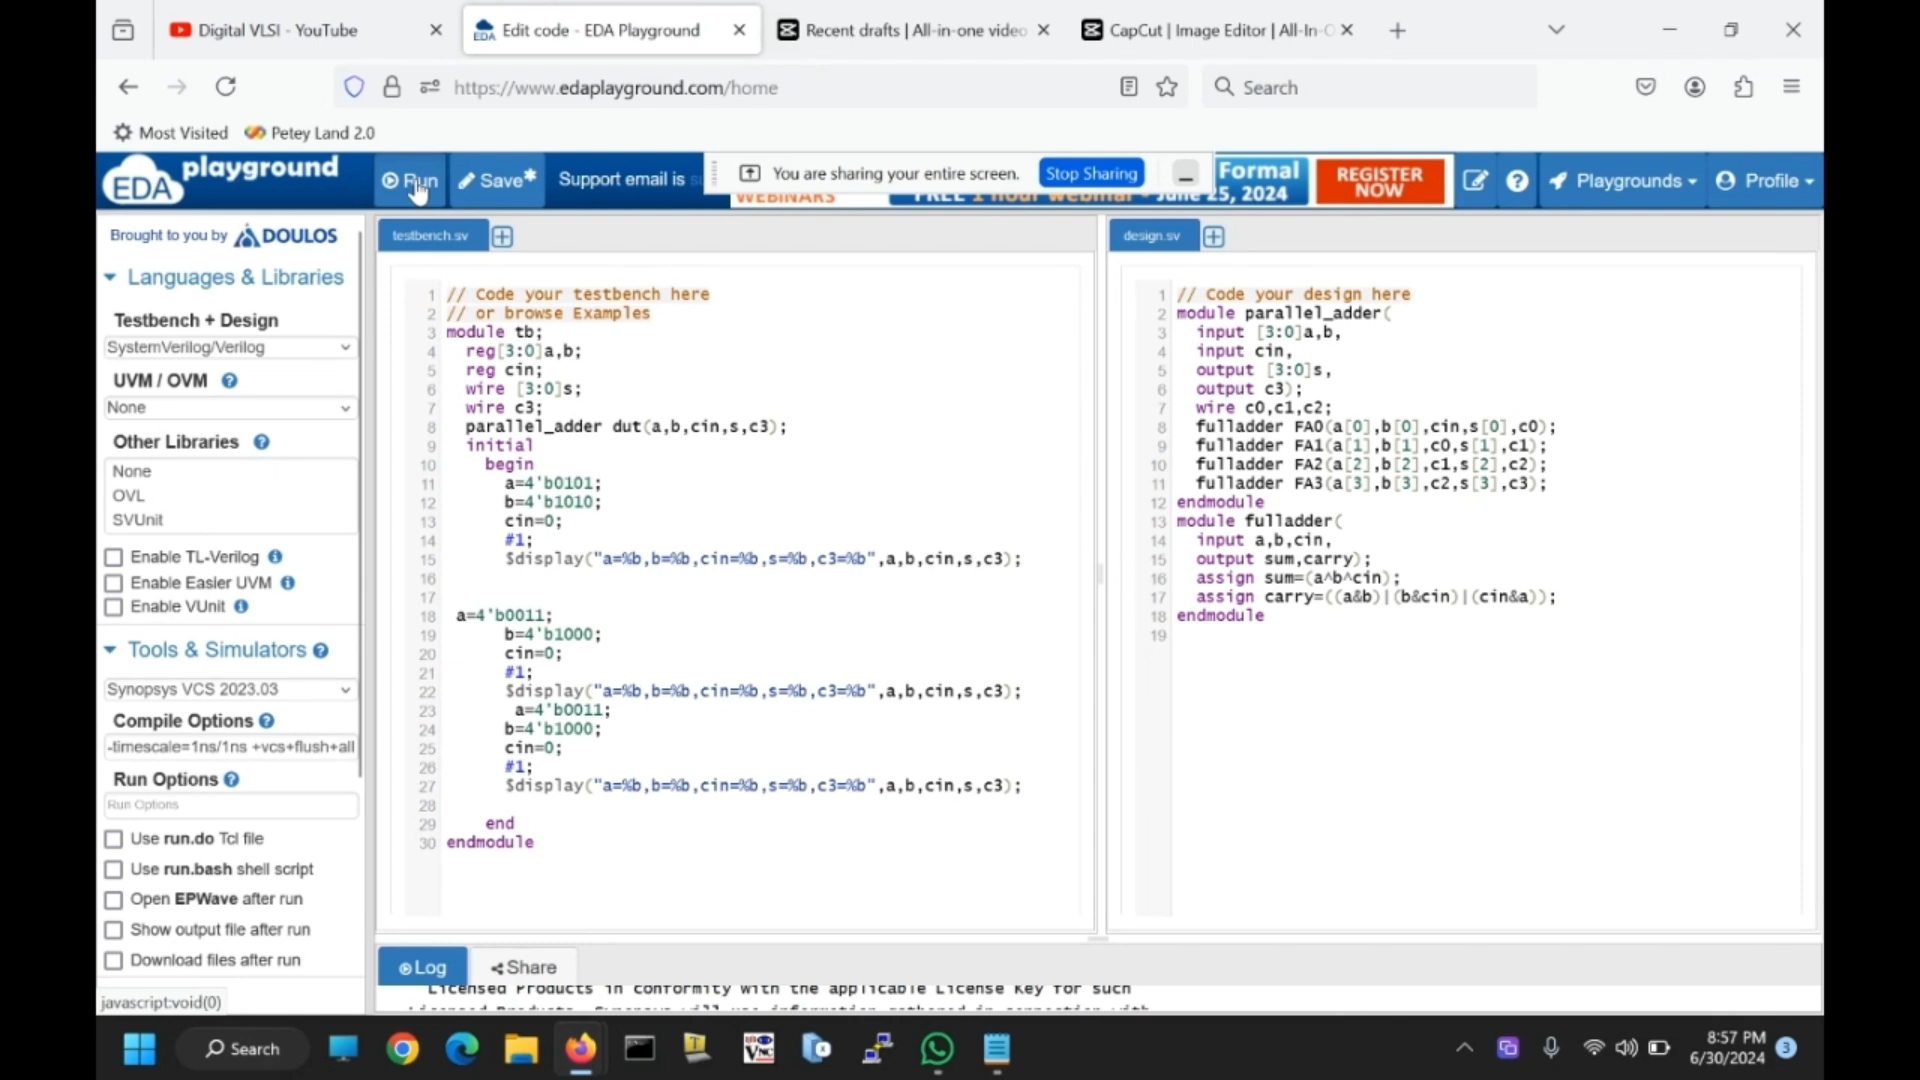 Digital VLSI - YouTube
Edit code - EDA Playground
Recent drafts | All-in-one video
CapCut | Image Editor | All-In-O
https://www.edaplayground.com/home
Search
Most Visited
Petey Land 2.0
EDA playground
Run
Save*
Support email is
You are sharing your entire screen.
Stop Sharing
WEBINARS
Formal
FREE 1 hour webinar - June 25, 2024
REGISTER NOW
Playgrounds
Profile
Brought to you by DOULOS
Languages & Libraries
Testbench + Design
SystemVerilog/Verilog
UVM / OVM
None
Other Libraries
None
OVL
SVUnit
Enable TL-Verilog
Enable Easier UVM
Enable VUnit
Tools & Simulators
Synopsys VCS 2023.03
Compile Options
-timescale=1ns/1ns +vcs+flush+all
Run Options
Run Options
Use run.do Tcl file
Use run.bash shell script
Open EPWave after run
Show output file after run
Download files after run
javascript:void(0)
testbench.sv
1 // Code your testbench here
2 // or browse Examples
3 module tb;
4 reg[3:0]a,b;
5 reg cin;
6 wire [3:0]s;
7 wire c3;
8 parallel_adder dut(a,b,cin,s,c3);
9 initial
10 begin
11 a=4'b0101;
12 b=4'b1010;
13 cin=0;
14 #1;
15 $display("a=%b,b=%b,cin=%b,s=%b,c3=%b",a,b,cin,s,c3);
16
17
18 a=4'b0011;
19 b=4'b1000;
20 cin=0;
21 #1;
22 $display("a=%b,b=%b,cin=%b,s=%b,c3=%b",a,b,cin,s,c3);
23 a=4'b0011;
24 b=4'b1000;
25 cin=0;
26 #1;
27 $display("a=%b,b=%b,cin=%b,s=%b,c3=%b",a,b,cin,s,c3);
28
29 end
30 endmodule
design.sv
1 // Code your design here
2 module parallel_adder(
3 input [3:0]a,b,
4 input cin,
5 output [3:0]s,
6 output c3);
7 wire c0,c1,c2;
8 fulladder FA0(a[0],b[0],cin,s[0],c0);
9 fulladder FA1(a[1],b[1],c0,s[1],c1);
10 fulladder FA2(a[2],b[2],c1,s[2],c2);
11 fulladder FA3(a[3],b[3],c2,s[3],c3);
12 endmodule
13 module fulladder(
14 input a,b,cin,
15 output sum,carry);
16 assign sum=(a^b^cin);
17 assign carry=((a&b)|(b&cin)|(cin&a));
18 endmodule
19
Log
Share
Licensed Products in conformity with the applicable License Key for such
Search
8:57 PM
6/30/2024
3